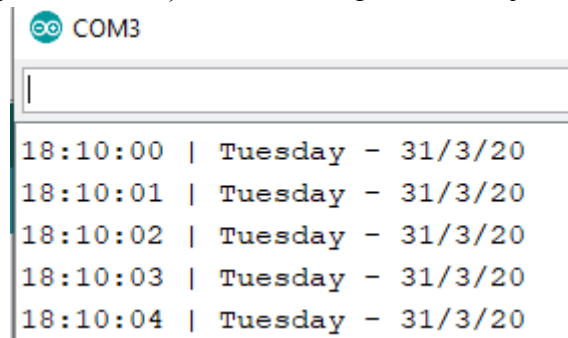 COM3
18:10:00 | Tuesday - 31/3/20
18:10:01 | Tuesday - 31/3/20
18:10:02 | Tuesday - 31/3/20
18:10:03 | Tuesday - 31/3/20
18:10:04 | Tuesday - 31/3/20